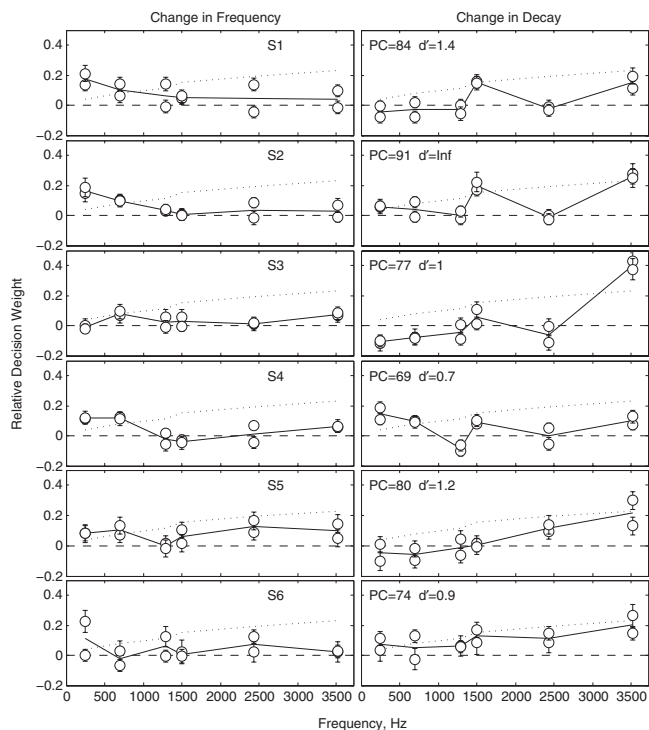 Change in Frequency Change in Decay
0.4 S1 PC=84 d′=1.4
0.2
0
−0.2
0.4 S2 PC=91 d′=Inf
0.2
0
−0.2
0.4 S3 PC=77 d′=1
0.2
0
−0.2
0.4 S4 PC=69 d′=0.7
0.2
0
−0.2
0.4 S5 PC=80 d′=1.2
0.2
0
−0.2
0.4 S6 PC=74 d′=0.9
0.2
0
−0.2
0 500 1000 1500 2000 2500 3000 3500 0 500 1000 1500 2000 2500 3000 3500
Relative Decision Weight
Frequency, Hz